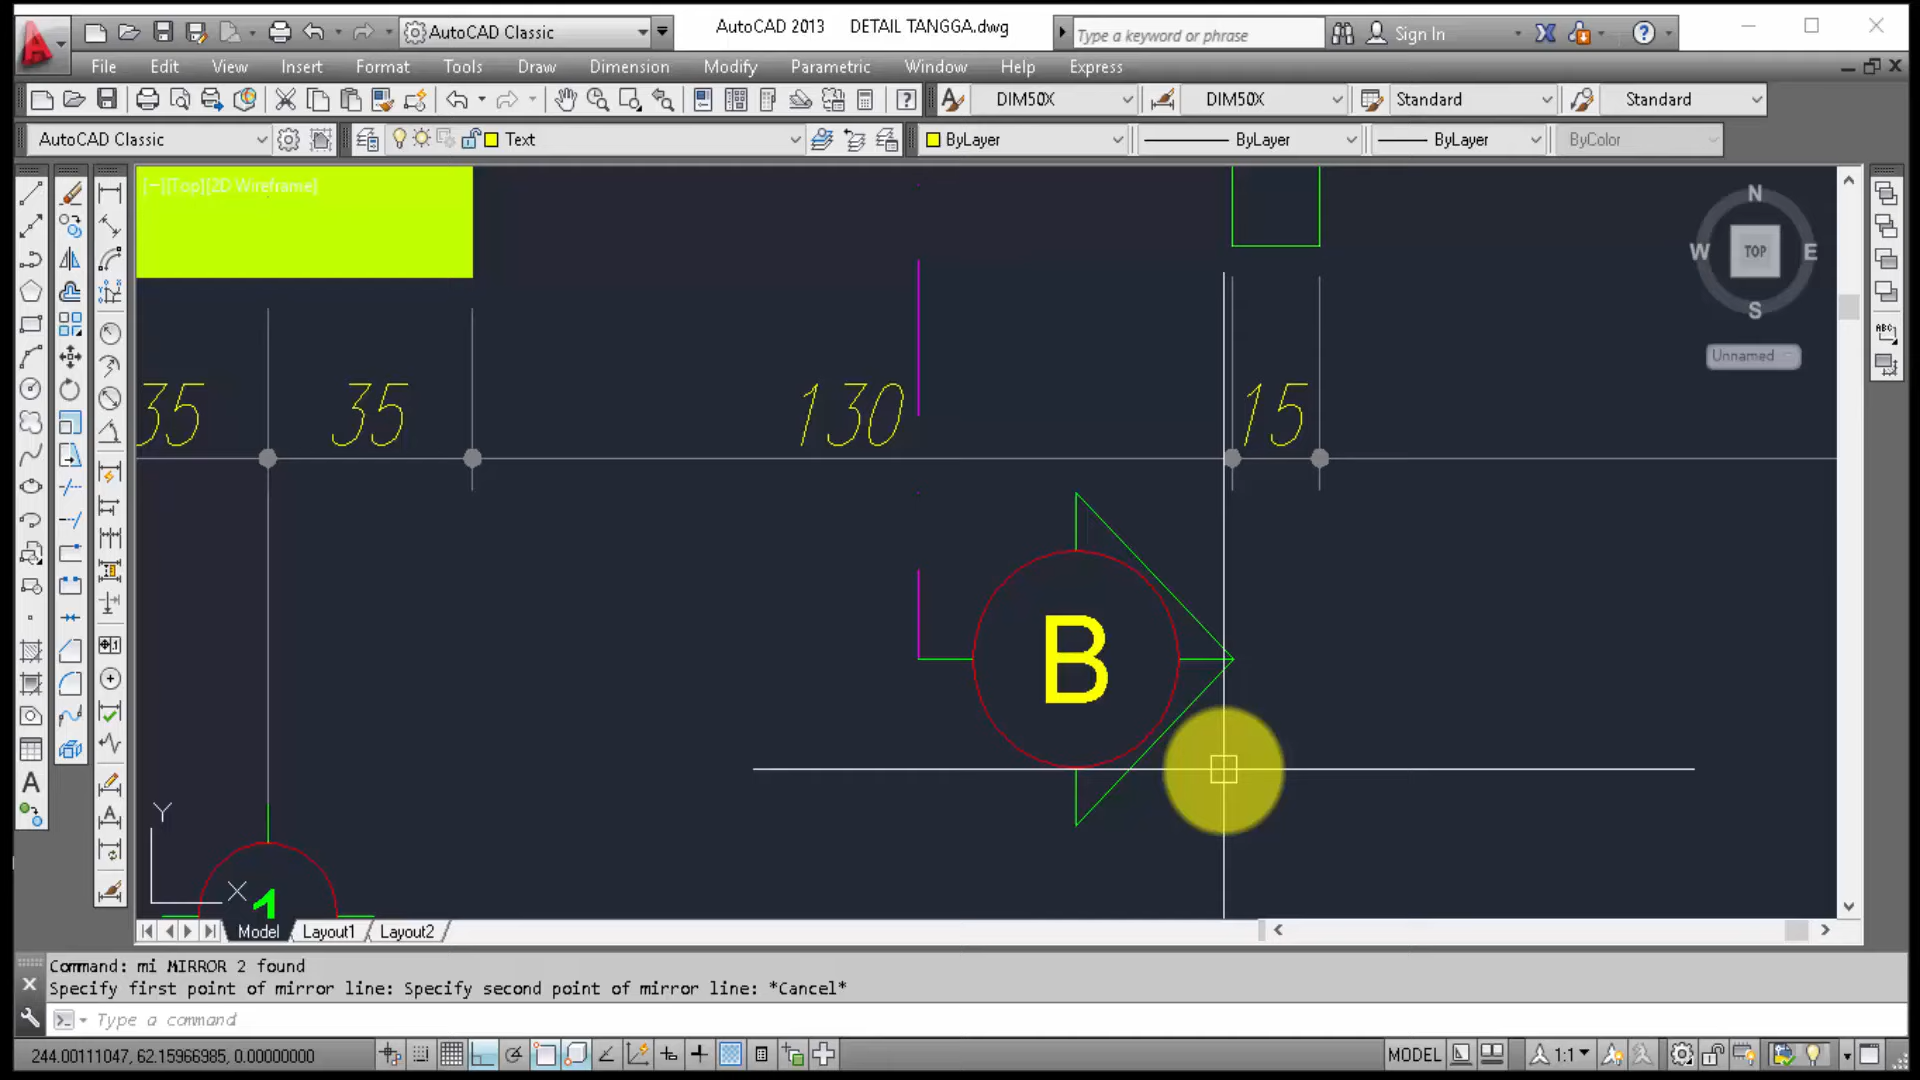 AutoCAD Classic
AutoCAD 2013 DETAIL TANGGA.dwg
Type a keyword or phrase
Sign In
File Edit View Insert Format Tools Draw Dimension Modify Parametric Window Help Express
DIM50X DIM50X Standard Standard
AutoCAD Classic Text ByLayer ByLayer ByLayer ByColor
[−][Top][2D Wireframe]
N
W TOP E
S
Unnamed
35 35 130 15
B
Y
X 1
Model Layout1 Layout2
Command: mi MIRROR 2 found
Specify first point of mirror line: Specify second point of mirror line: *Cancel*
Type a command
244.00111047, 62.15966985, 0.00000000 MODEL 1:1